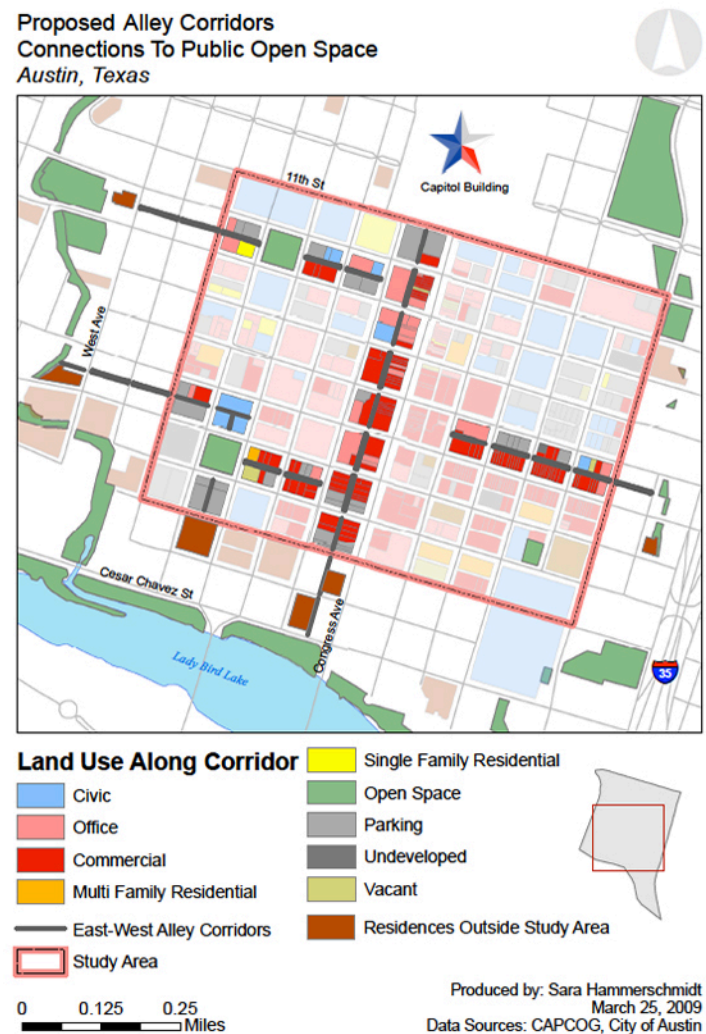 Proposed Alley Corridors
Connections To Public Open Space
Austin, Texas
11th St
Capitol Building
West Ave
Cesar Chavez St
Congress Ave
Lady Bird Lake
35
Land Use Along Corridor
Civic
Office
Commercial
Multi Family Residential
East-West Alley Corridors
Study Area
Single Family Residential
Open Space
Parking
Undeveloped
Vacant
Residences Outside Study Area
0 0.125 0.25
Miles
Produced by: Sara Hammerschmidt
March 25, 2009
Data Sources: CAPCOG, City of Austin